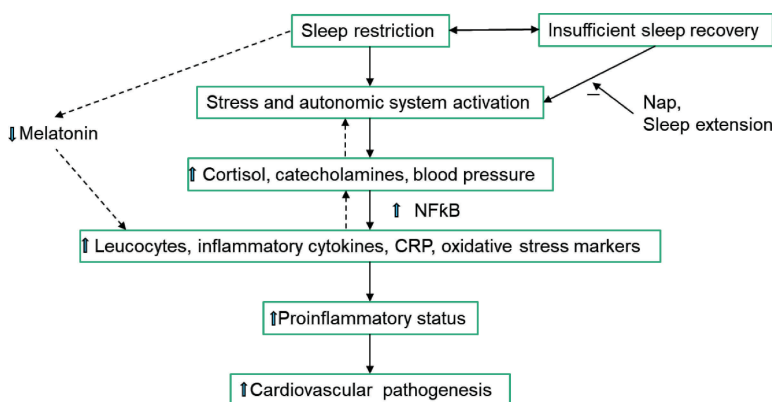 Sleep restriction
Insufficient sleep recovery
Stress and autonomic system activation
Nap,
Sleep extension
⇓Melatonin
⇑ Cortisol, catecholamines, blood pressure
⇑ NFƙB
⇑ Leucocytes, inflammatory cytokines, CRP, oxidative stress markers
⇑Proinflammatory status
⇑Cardiovascular pathogenesis